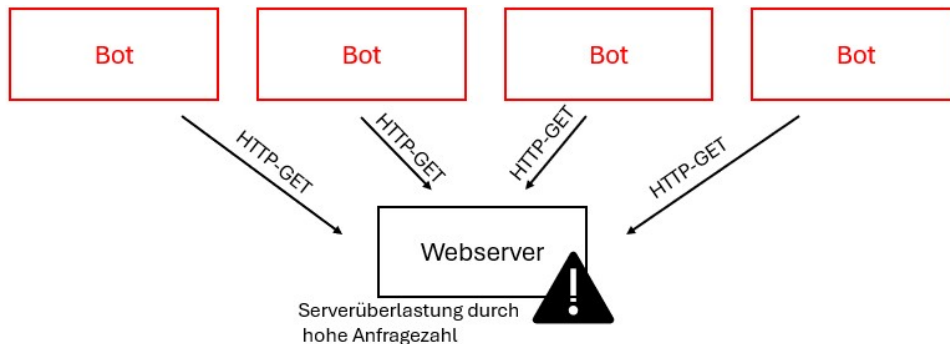 Bot
Bot
Bot
Bot
HTTP-GET
HTTP-GET
HTTP-GET
HTTP-GET
Webserver
Serverüberlastung durch
hohe Anfragezahl